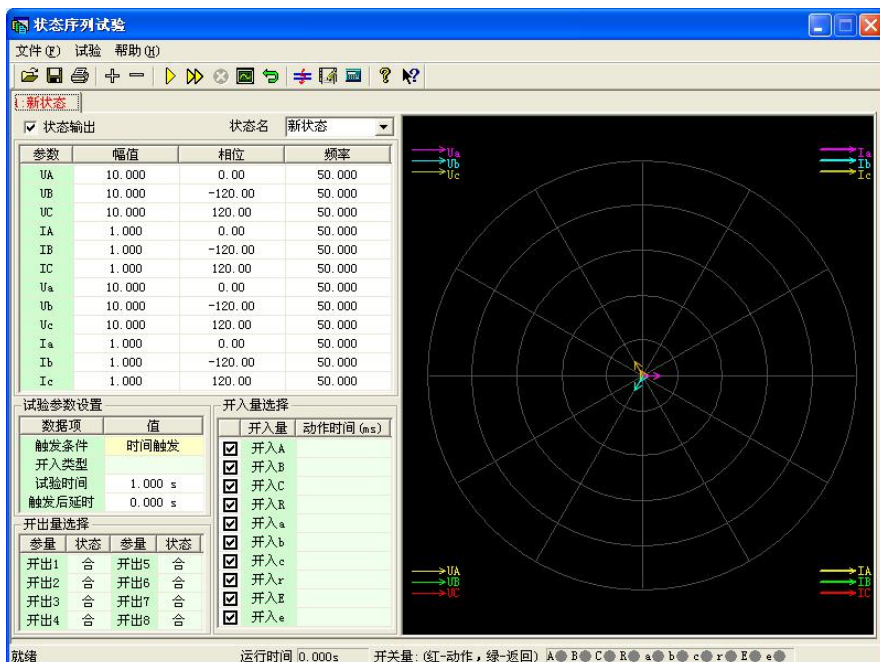 状态序列试验
文件(F) 试验 帮助(H)
1:新状态
状态输出 状态名 新状态
参数 幅值 相位 频率
UA 10.000 0.00 50.000
UB 10.000 -120.00 50.000
UC 10.000 120.00 50.000
IA 1.000 0.00 50.000
IB 1.000 -120.00 50.000
IC 1.000 120.00 50.000
Ua 10.000 0.00 50.000
Ub 10.000 -120.00 50.000
Uc 10.000 120.00 50.000
Ia 1.000 0.00 50.000
Ib 1.000 -120.00 50.000
Ic 1.000 120.00 50.000
试验参数设置
数据项 值
触发条件 时间触发
开入类型
试验时间 1.000 s
触发后延时 0.000 s
开出量选择
参量 状态 参量 状态
开出1 合 开出5 合
开出2 合 开出6 合
开出3 合 开出7 合
开出4 合 开出8 合
开入量选择
开入量 动作时间(ms)
开入A
开入B
开入C
开入R
开入a
开入b
开入c
开入r
开入E
开入e
Ua
Ub
Uc
Ia
Ib
Ic
UA
UB
UC
IA
IB
IC
就绪 运行时间 0.000s 开关量:(红-动作,绿-返回) A B C R a b c r E e